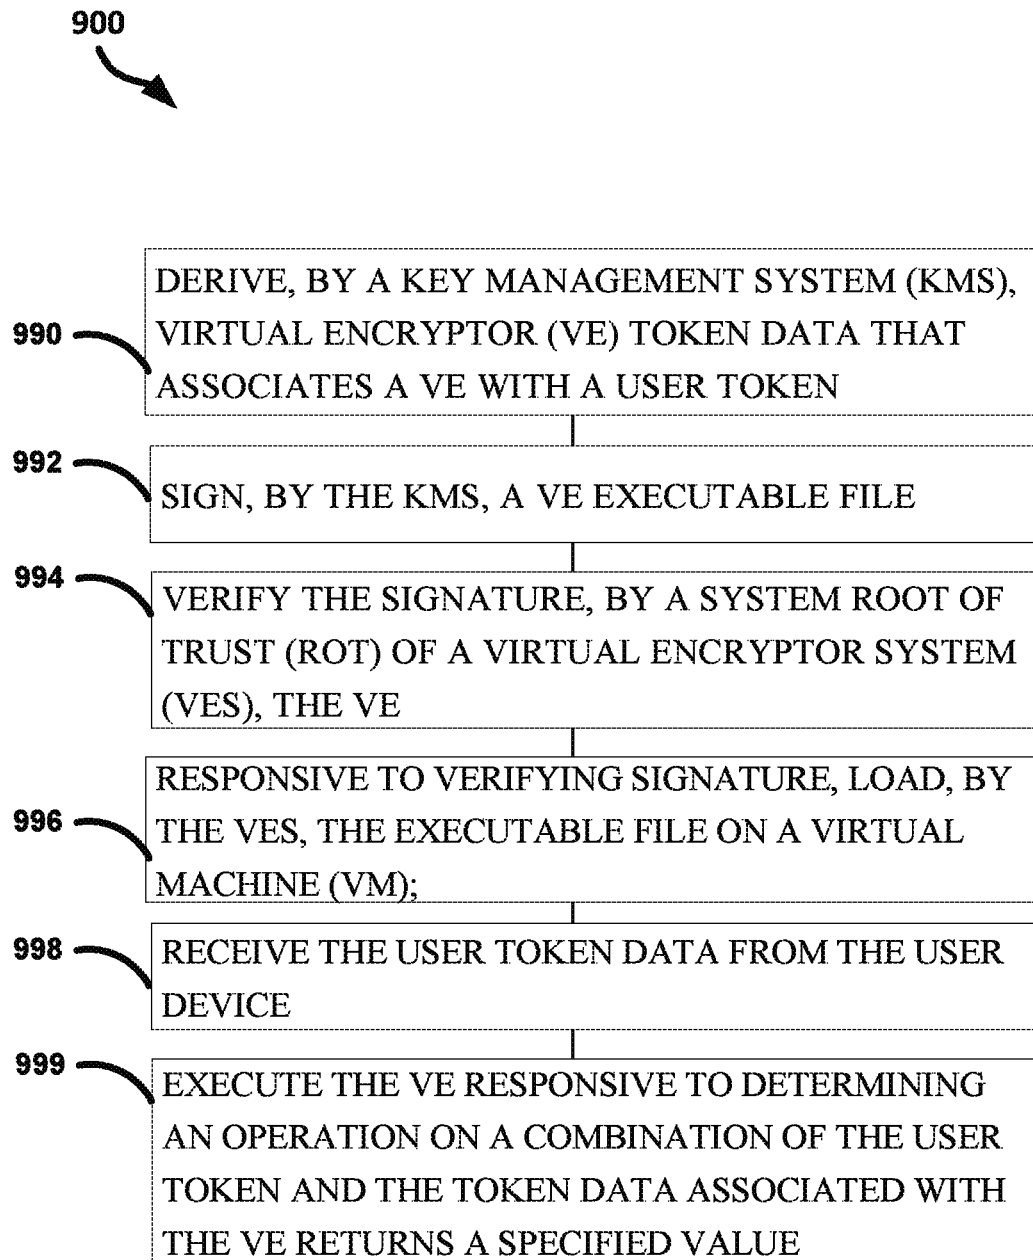 900
990
DERIVE, BY A KEY MANAGEMENT SYSTEM (KMS),
VIRTUAL ENCRYPTOR (VE) TOKEN DATA THAT
ASSOCIATES A VE WITH A USER TOKEN
992
SIGN, BY THE KMS, A VE EXECUTABLE FILE
994
VERIFY THE SIGNATURE, BY A SYSTEM ROOT OF
TRUST (ROT) OF A VIRTUAL ENCRYPTOR SYSTEM
(VES), THE VE
996
RESPONSIVE TO VERIFYING SIGNATURE, LOAD, BY
THE VES, THE EXECUTABLE FILE ON A VIRTUAL
MACHINE (VM);
998
RECEIVE THE USER TOKEN DATA FROM THE USER
DEVICE
999
EXECUTE THE VE RESPONSIVE TO DETERMINING
AN OPERATION ON A COMBINATION OF THE USER
TOKEN AND THE TOKEN DATA ASSOCIATED WITH
THE VE RETURNS A SPECIFIED VALUE